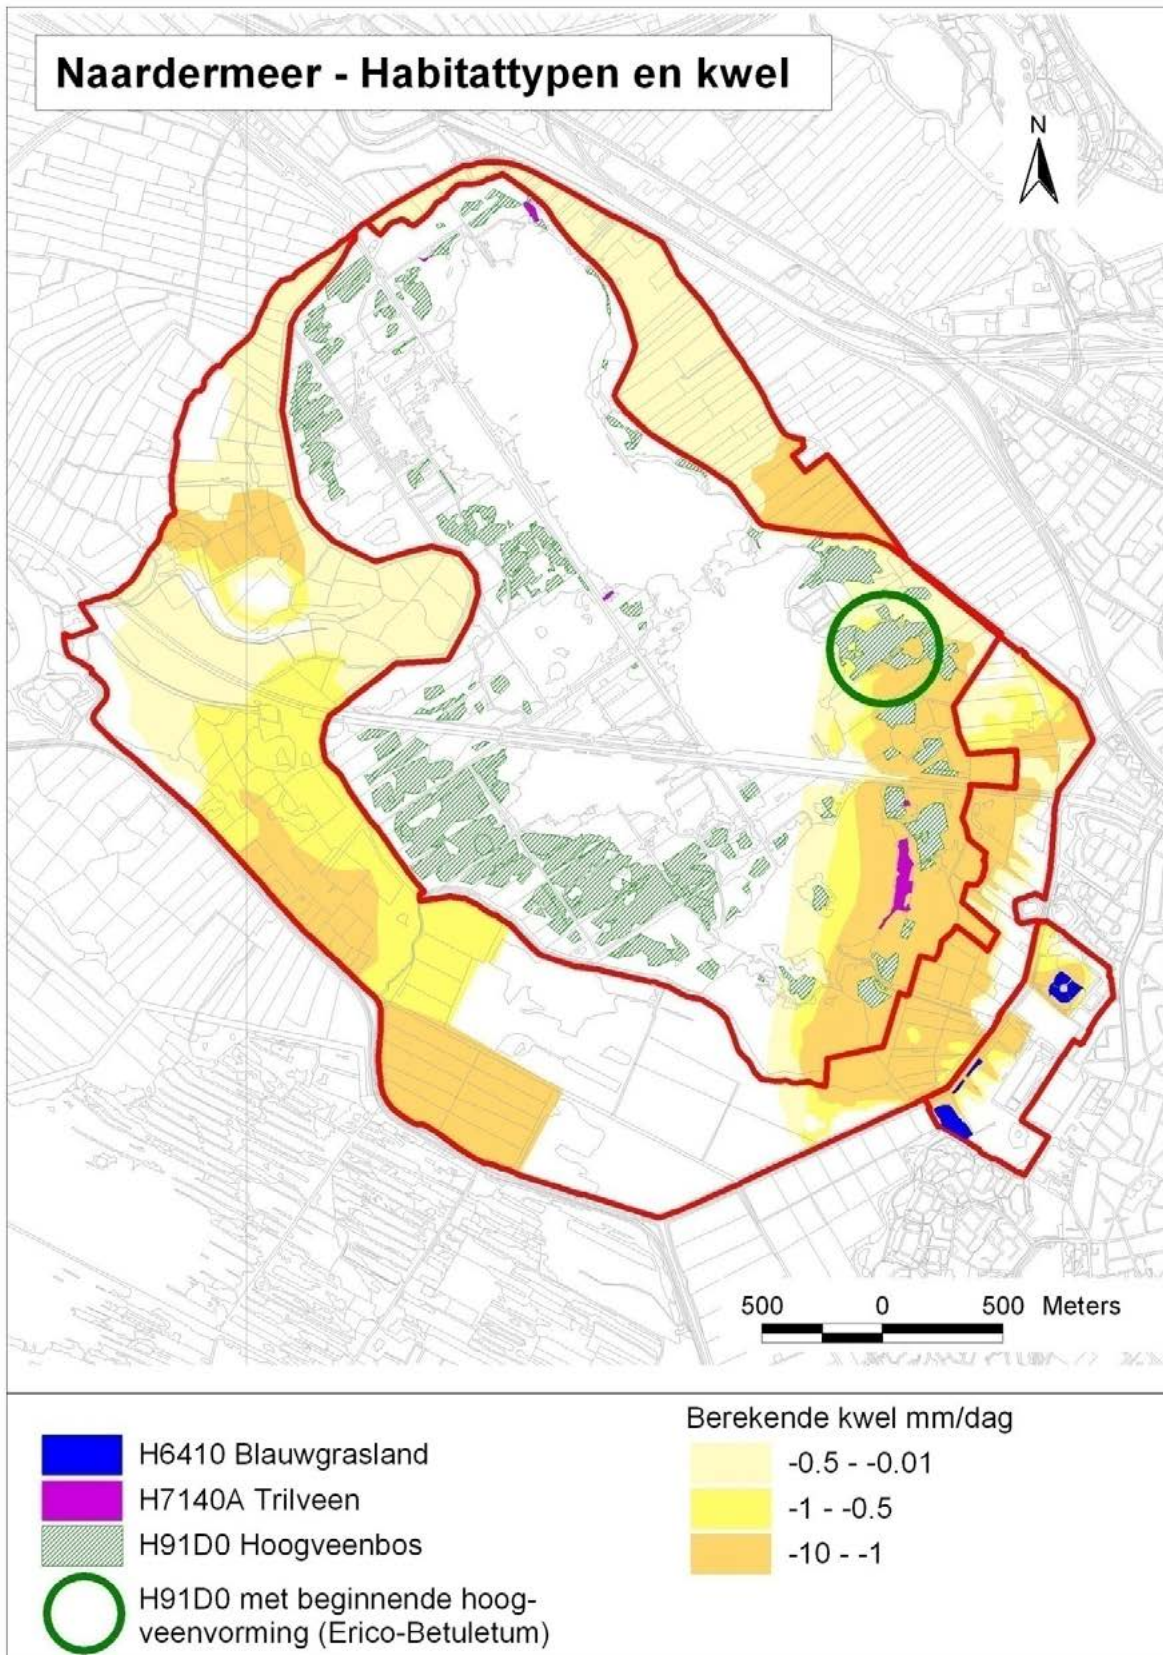 Naardermeer - Habitattypen en kwel
N
500 0 500 Meters
H6410 Blauwgrasland
H7140A Trilveen
H91D0 Hoogveenbos
H91D0 met beginnende hoog-
veenvorming (Erico-Betuletum)
Berekende kwel mm/dag
-0.5 - -0.01
-1 - -0.5
-10 - -1